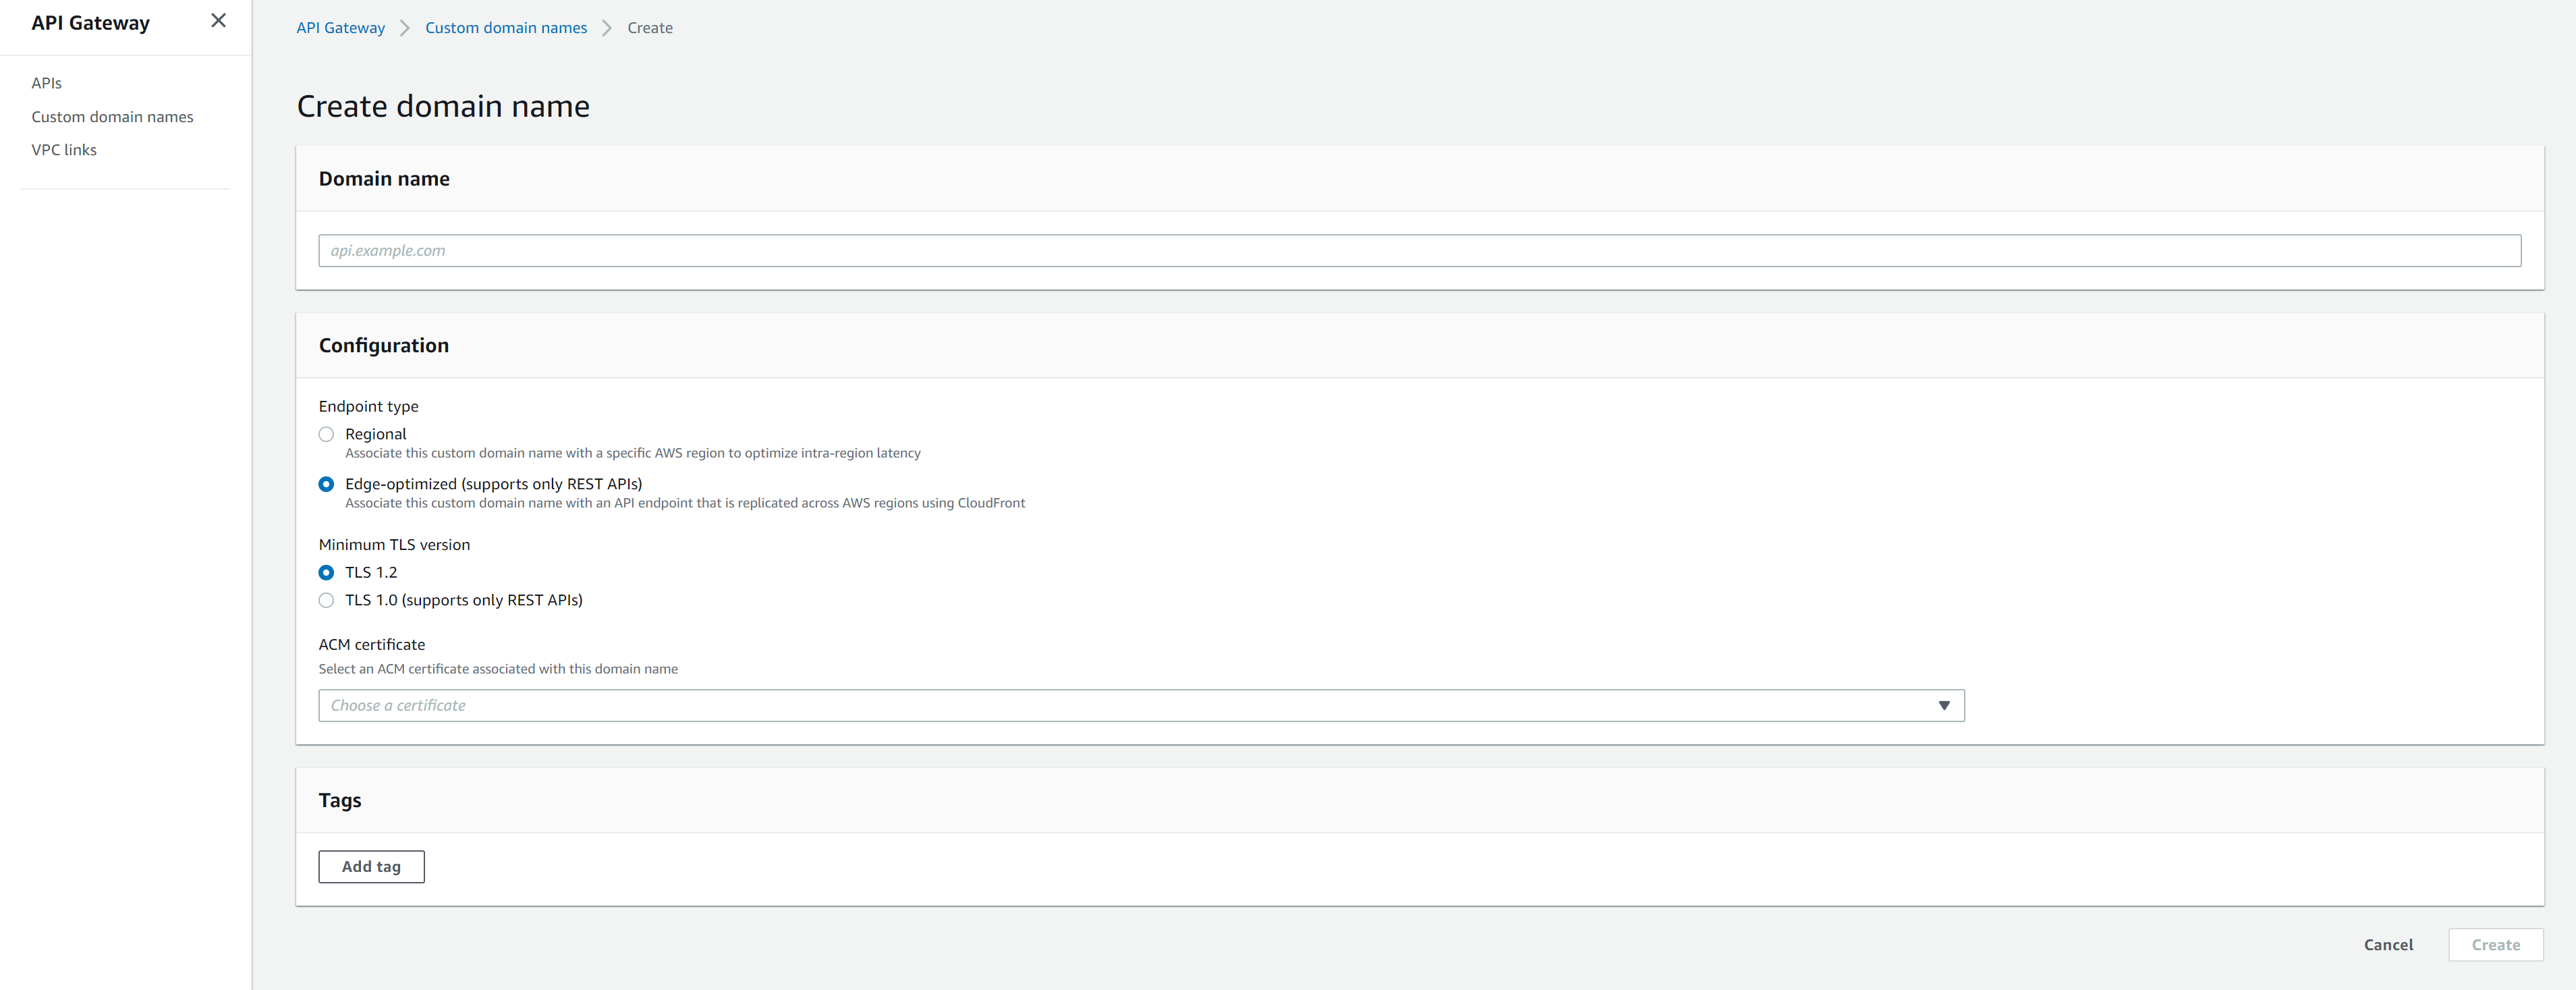 API Gateway
APIs
Custom domain names
VPC links
API Gateway > Custom domain names > Create
Create domain name
Domain name
api.example.com
Configuration
Endpoint type
Regional
Associate this custom domain name with a specific AWS region to optimize intra-region latency
Edge-optimized (supports only REST APIs)
Associate this custom domain name with an API endpoint that is replicated across AWS regions using CloudFront
Minimum TLS version
TLS 1.2
TLS 1.0 (supports only REST APIs)
ACM certificate
Select an ACM certificate associated with this domain name
Choose a certificate
Tags
Add tag
Cancel Create